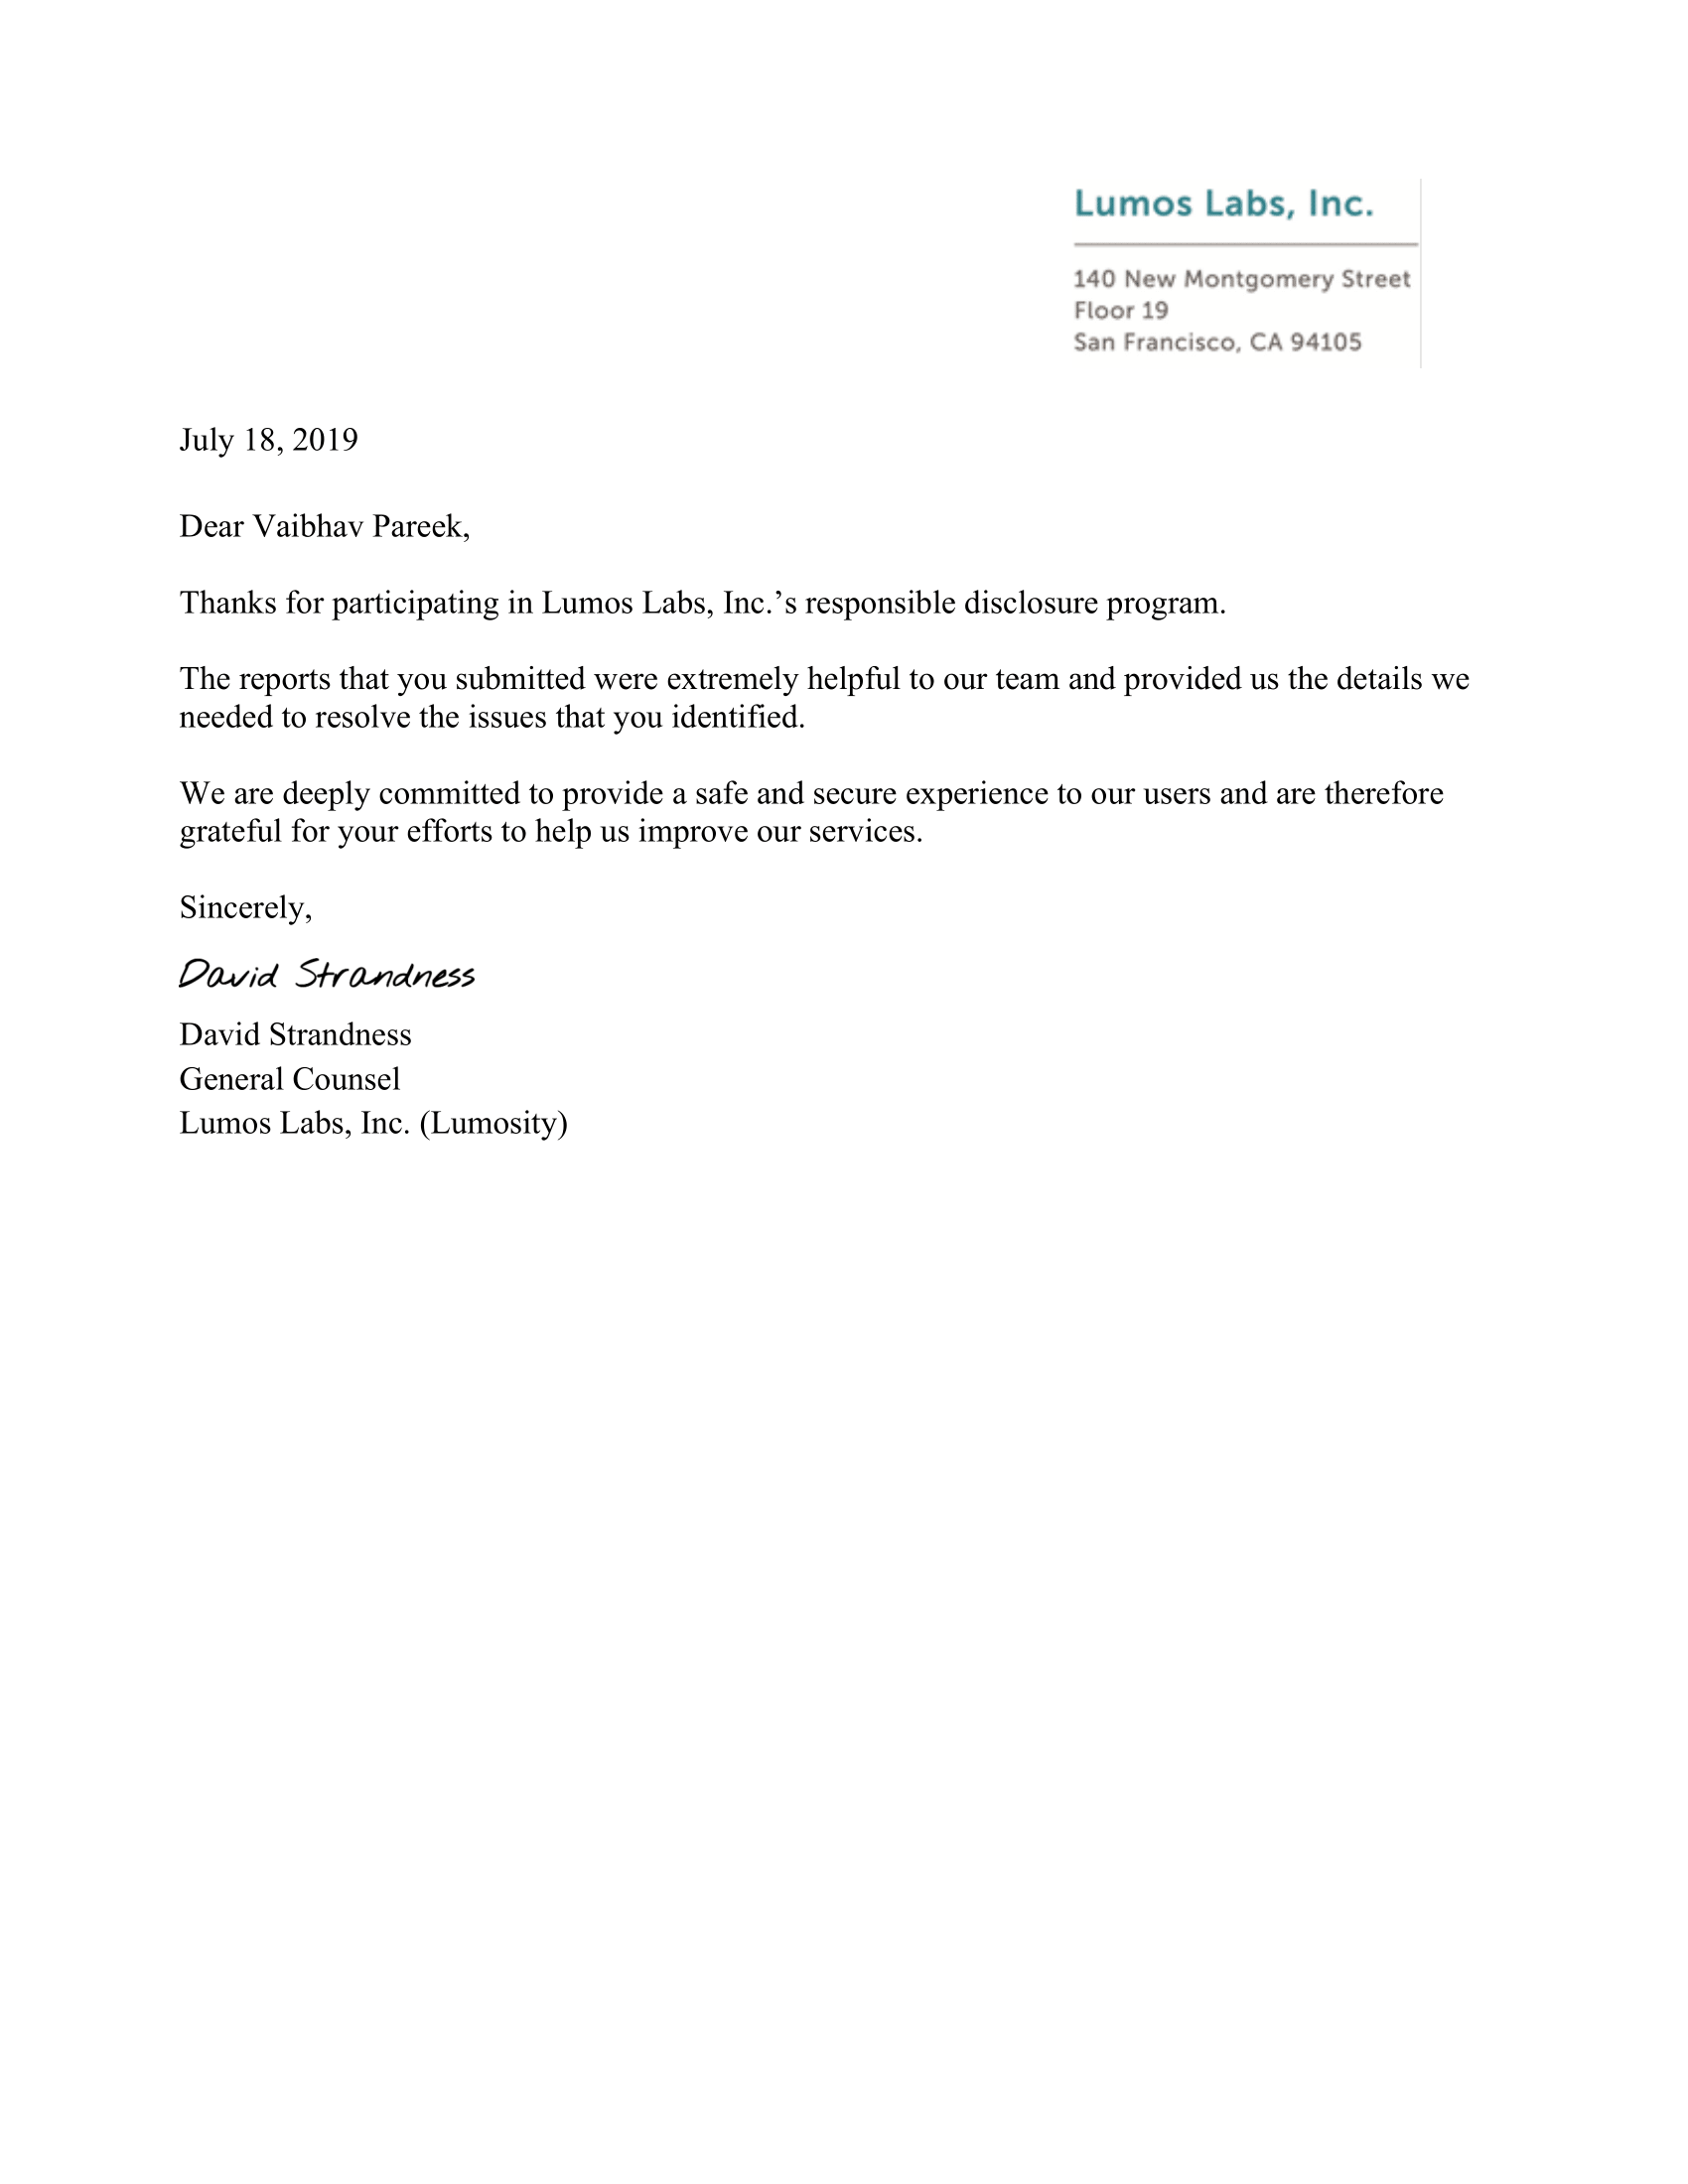 Lumos Labs, Inc.
140 New Montgomery Street
Floor 19
San Francisco, CA 94105
July 18, 2019
Dear Vaibhav Pareek,
Thanks for participating in Lumos Labs, Inc.’s responsible disclosure program.
The reports that you submitted were extremely helpful to our team and provided us the details we
needed to resolve the issues that you identified.
We are deeply committed to provide a safe and secure experience to our users and are therefore
grateful for your efforts to help us improve our services.
Sincerely,
David Strandness
David Strandness
General Counsel
Lumos Labs, Inc. (Lumosity)